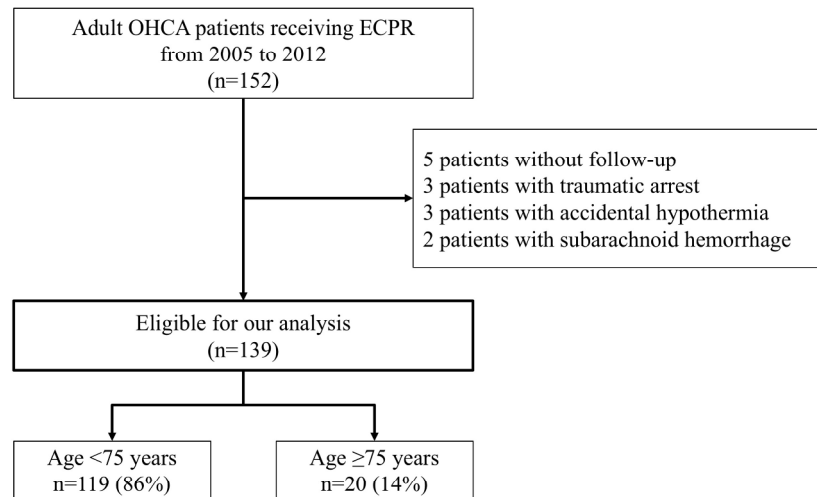 Adult OHCA patients receiving ECPR
from 2005 to 2012
(n=152)
5 patients without follow-up
3 patients with traumatic arrest
3 patients with accidental hypothermia
2 patients with subarachnoid hemorrhage
Eligible for our analysis
(n=139)
Age <75 years
n=119 (86%)
Age ≥75 years
n=20 (14%)